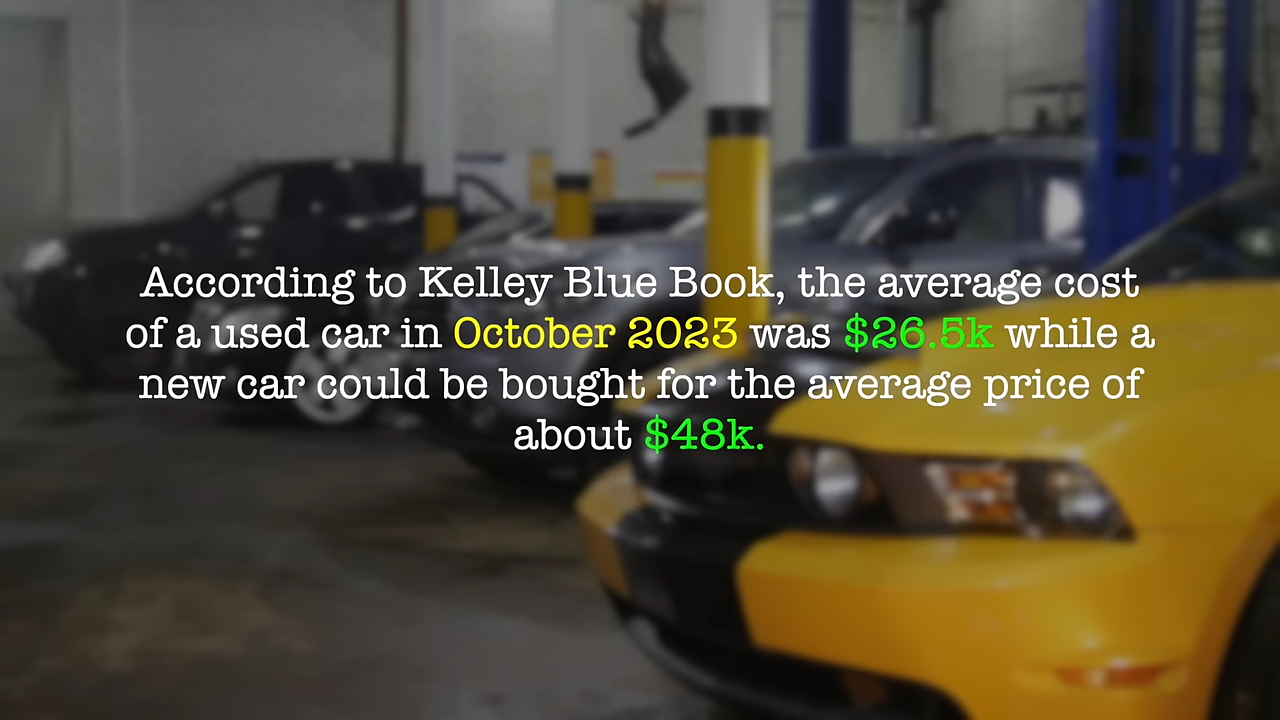 According to Kelley Blue Book, the average cost
of a used car in October 2023 was $26.5k while a
new car could be bought for the average price of
about $48k.